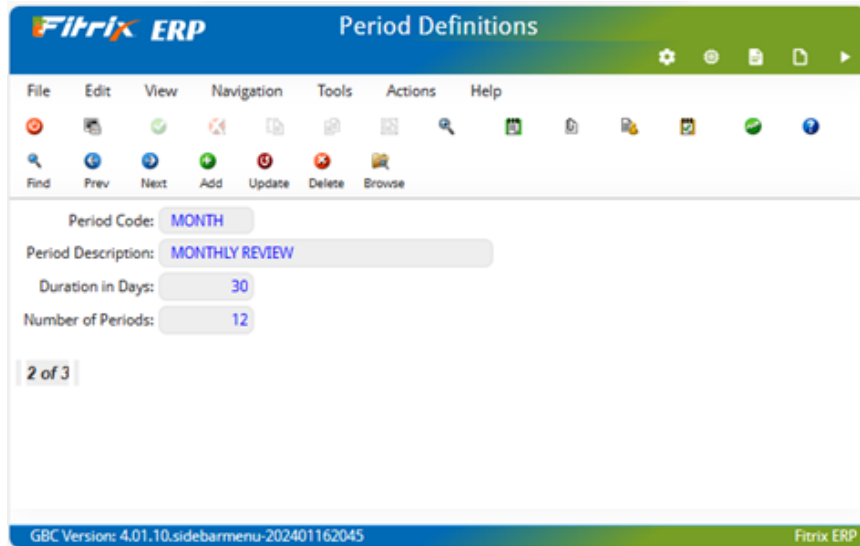 Fitrix ERP Period Definitions
File Edit View Navigation Tools Actions Help
Find Prev Next Add Update Delete Browse
Period Code: MONTH
Period Description: MONTHLY REVIEW
Duration in Days: 30
Number of Periods: 12
2 of 3
GBC Version: 4.01.10.sidebarmenu-202401162045 Fitrix ERP